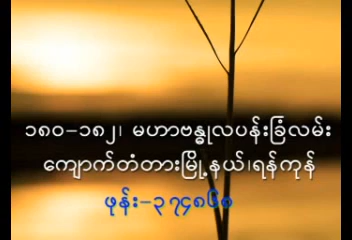 ၁၈၀-၁၈၂၊ မဟာဗန္ဓုလပန်းခြံလမ်း
ကျောက်တံတားမြို့နယ်၊ရန်ကုန်
ဖုန်း-၃၇၄၈၆၈